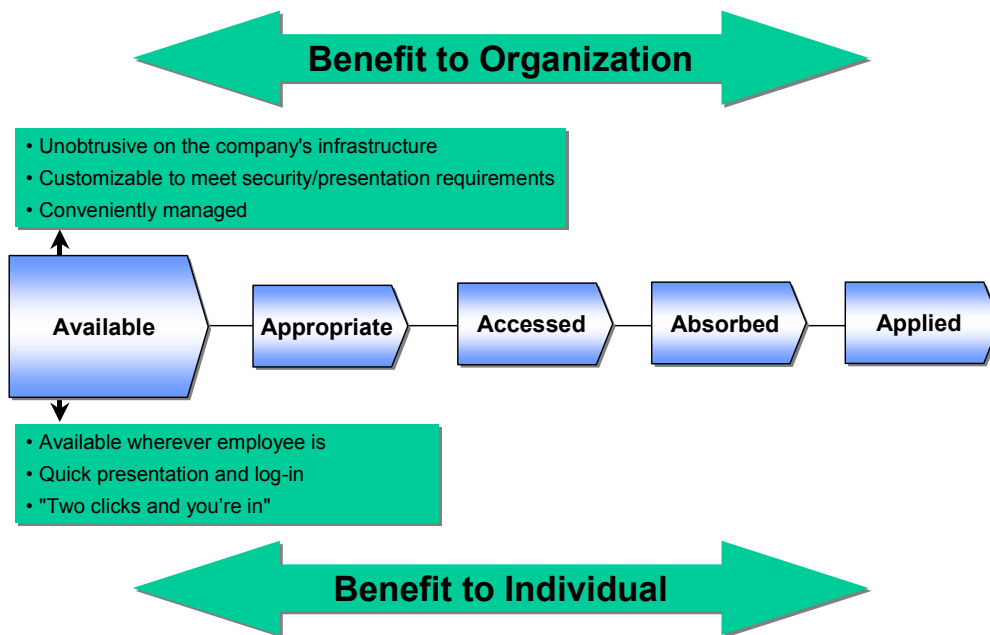 Benefit to Organization
• Unobtrusive on the company's infrastructure
• Customizable to meet security/presentation requirements
• Conveniently managed
Available
Appropriate
Accessed
Absorbed
Applied
• Available wherever employee is
• Quick presentation and log-in
• "Two clicks and you’re in"
Benefit to Individual